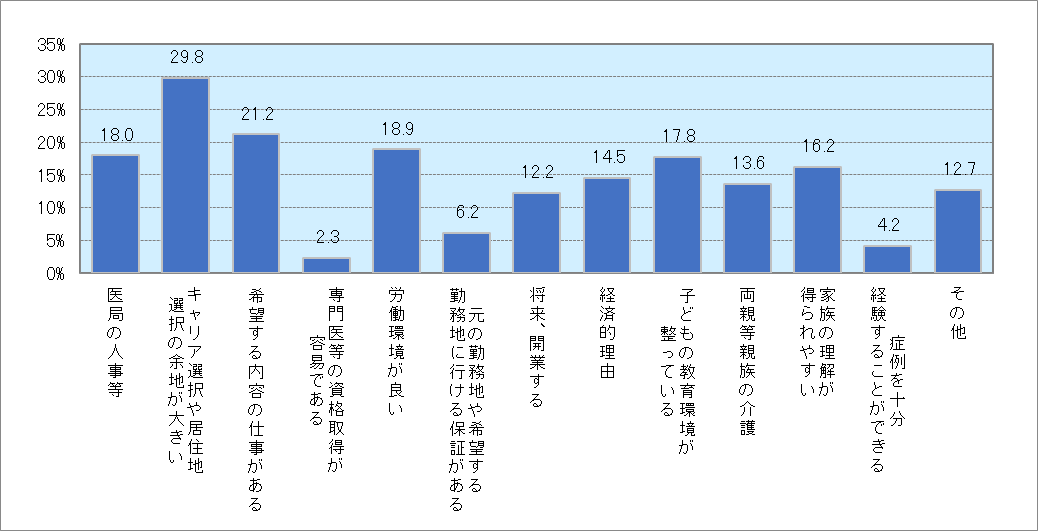 35%
30%
25%
20%
15%
10%
5%
0%
18.0
29.8
21.2
2.3
18.9
6.2
12.2
14.5
17.8
13.6
16.2
4.2
12.7
医局の人事等
キャリア選択や居住地
選択の余地が大きい
希望する内容の仕事がある
専門医等の資格取得が
容易である
労働環境が良い
元の勤務地や希望する
勤務地に行ける保証がある
将来、開業する
経済的理由
子どもの教育環境が
整っている
両親等親族の介護
家族の理解が
得られやすい
症例を十分
経験することができる
その他